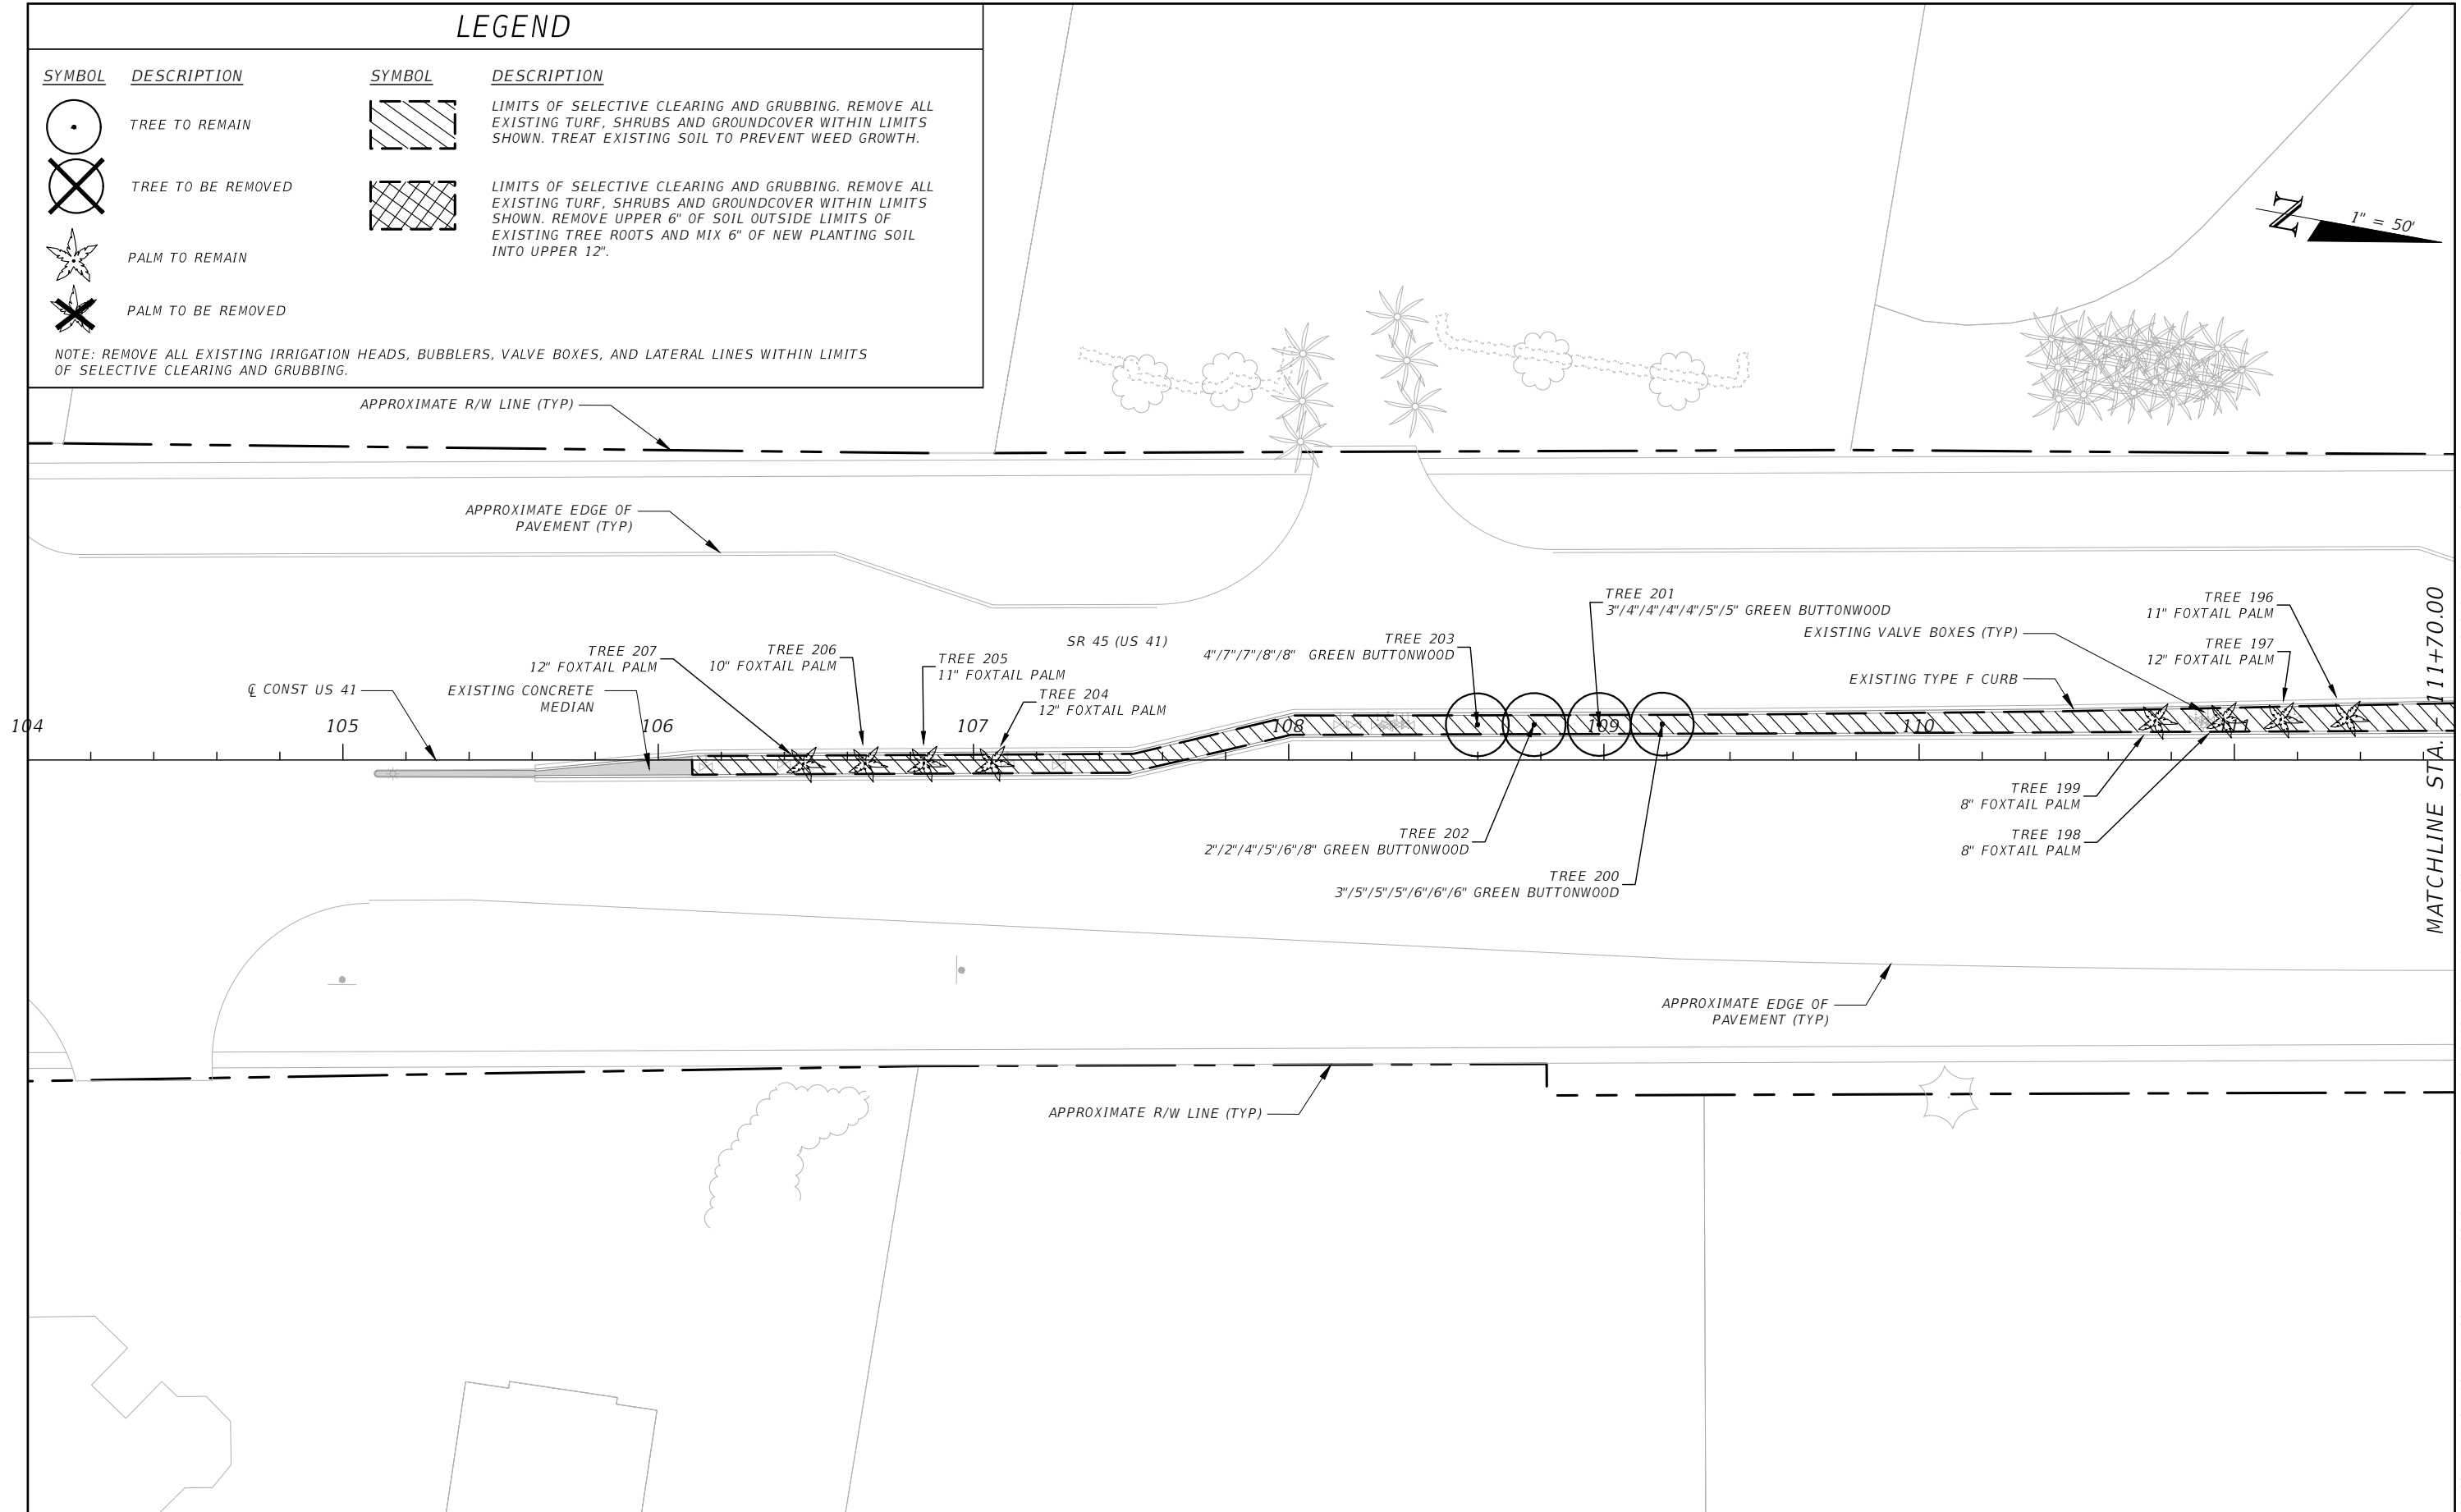 LEGEND
SYMBOL DESCRIPTION SYMBOL DESCRIPTION
TREE TO REMAIN
TREE TO BE REMOVED
PALM TO REMAIN
PALM TO BE REMOVED
LIMITS OF SELECTIVE CLEARING AND GRUBBING. REMOVE ALL
EXISTING TURF, SHRUBS AND GROUNDCOVER WITHIN LIMITS
SHOWN. TREAT EXISTING SOIL TO PREVENT WEED GROWTH.
LIMITS OF SELECTIVE CLEARING AND GRUBBING. REMOVE ALL
EXISTING TURF, SHRUBS AND GROUNDCOVER WITHIN LIMITS
SHOWN. REMOVE UPPER 6" OF SOIL OUTSIDE LIMITS OF
EXISTING TREE ROOTS AND MIX 6" OF NEW PLANTING SOIL
INTO UPPER 12".
NOTE: REMOVE ALL EXISTING IRRIGATION HEADS, BUBBLERS, VALVE BOXES, AND LATERAL LINES WITHIN LIMITS
OF SELECTIVE CLEARING AND GRUBBING.
N
1" = 50'
APPROXIMATE R/W LINE (TYP)
APPROXIMATE EDGE OF
PAVEMENT (TYP)
SR 45 (US 41)
TREE 207
12" FOXTAIL PALM
TREE 206
10" FOXTAIL PALM
TREE 205
11" FOXTAIL PALM
TREE 204
12" FOXTAIL PALM
TREE 203
4"/7"/7"/8"/8" GREEN BUTTONWOOD
TREE 201
3"/4"/4"/4"/4"/5"/5" GREEN BUTTONWOOD
EXISTING VALVE BOXES (TYP)
EXISTING TYPE F CURB
TREE 196
11" FOXTAIL PALM
TREE 197
12" FOXTAIL PALM
℄ CONST US 41
EXISTING CONCRETE
MEDIAN
104 105 106 107 108 109 110 111
MATCHLINE STA. - 111+70.00
TREE 199
8" FOXTAIL PALM
TREE 198
8" FOXTAIL PALM
TREE 202
2"/2"/4"/5"/6"/8" GREEN BUTTONWOOD
TREE 200
3"/5"/5"/5"/6"/6"/6" GREEN BUTTONWOOD
APPROXIMATE EDGE OF
PAVEMENT (TYP)
APPROXIMATE R/W LINE (TYP)